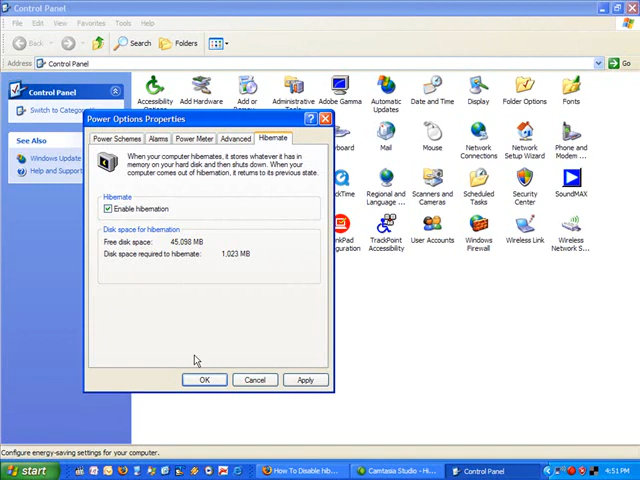 Control Panel
File Edit View Favorites Tools Help
Back Search Folders
Address Control Panel Go
Control Panel
Switch to Catego
See Also
Windows Update
Help and Support
Accessibility Options
Add Hardware
Add or
Administrative Tools
Adobe Gamma
Automatic Updates
Date and Time
Display
Folder Options
Fonts
Mail
Mouse
Network Connections
Network Setup Wizard
Phone and Modem ...
Regional and Language ...
Scanners and Cameras
Scheduled Tasks
Security Center
SoundMAX
TrackPoint Accessibility
User Accounts
Windows Firewall
Wireless Link
Wireless Network S...
Power Options Properties
Power Schemes Alarms Power Meter Advanced Hibernate
When your computer hibernates, it stores whatever it has in
memory on your hard disk and then shuts down. When your
computer comes out of hibernation, it returns to its previous state.
Hibernate
Enable hibernation
Disk space for hibernation
Free disk space: 45,098 MB
Disk space required to hibernate: 1,023 MB
OK Cancel Apply
Configure energy-saving settings for your computer.
start How To Disable hib... Camtasia Studio - Hi... Control Panel 4:51 PM